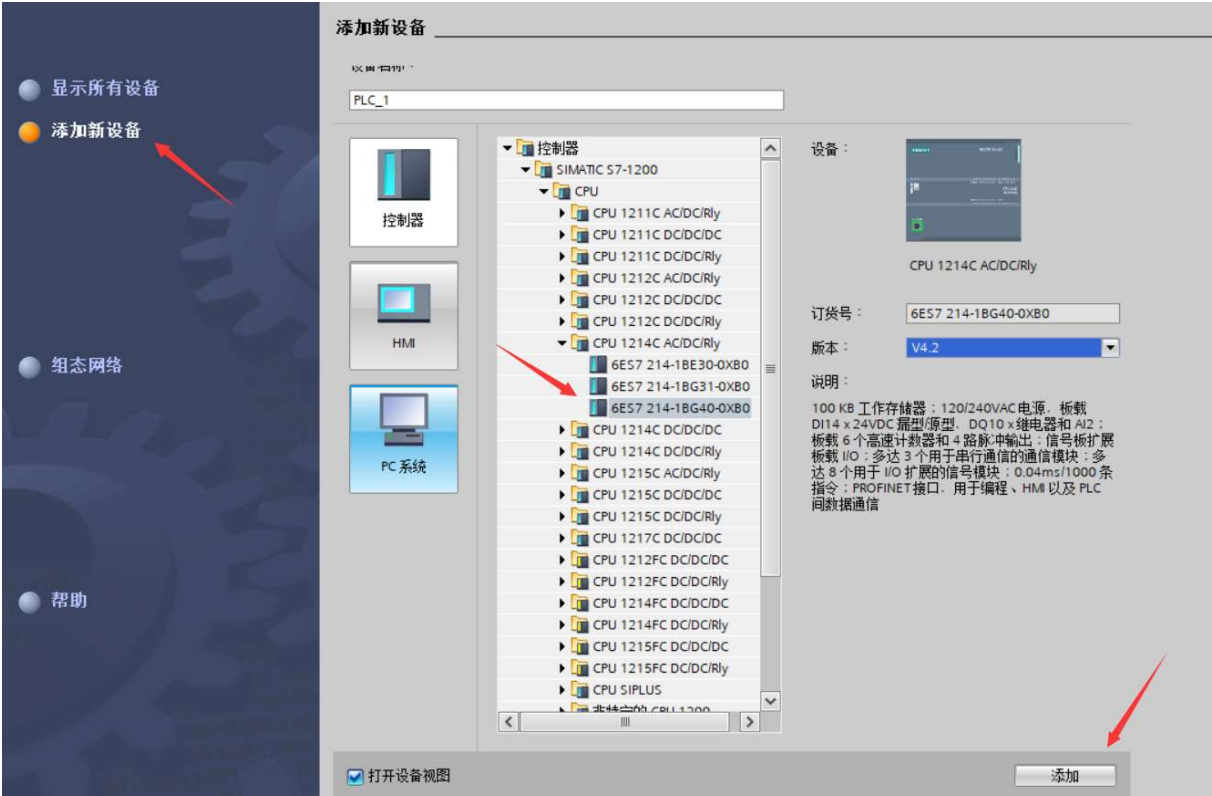 添加新设备
显示所有设备
添加新设备
组态网络
帮助
PLC_1
控制器
HMI
PC 系统
控制器
SIMATIC S7-1200
CPU
CPU 1211C AC/DC/Rly
CPU 1211C DC/DC/DC
CPU 1211C DC/DC/Rly
CPU 1212C AC/DC/Rly
CPU 1212C DC/DC/DC
CPU 1212C DC/DC/Rly
CPU 1214C AC/DC/Rly
6ES7 214-1BE30-0XB0
6ES7 214-1BG31-0XB0
6ES7 214-1BG40-0XB0
CPU 1214C DC/DC/DC
CPU 1214C DC/DC/Rly
CPU 1215C AC/DC/Rly
CPU 1215C DC/DC/DC
CPU 1215C DC/DC/Rly
CPU 1217C DC/DC/DC
CPU 1212FC DC/DC/DC
CPU 1212FC DC/DC/Rly
CPU 1214FC DC/DC/DC
CPU 1214FC DC/DC/Rly
CPU 1215FC DC/DC/DC
CPU 1215FC DC/DC/Rly
CPU SIPLUS
设备：
CPU 1214C AC/DC/Rly
订货号：
6ES7 214-1BG40-0XB0
版本：
V4.2
说明：
100 KB 工作存储器；120/240VAC 电源，板载
DI14 x 24VDC 漏型/源型，DQ10 x 继电器和 AI2；
板载 6 个高速计数器和 4 路脉冲输出；信号板扩展
板载 I/O；多达 3 个用于串行通信的通信模块；多
达 8 个用于 I/O 扩展的信号模块；0.04ms/1000 条
指令；PROFINET 接口，用于编程、HMI 以及 PLC
间数据通信
打开设备视图
添加